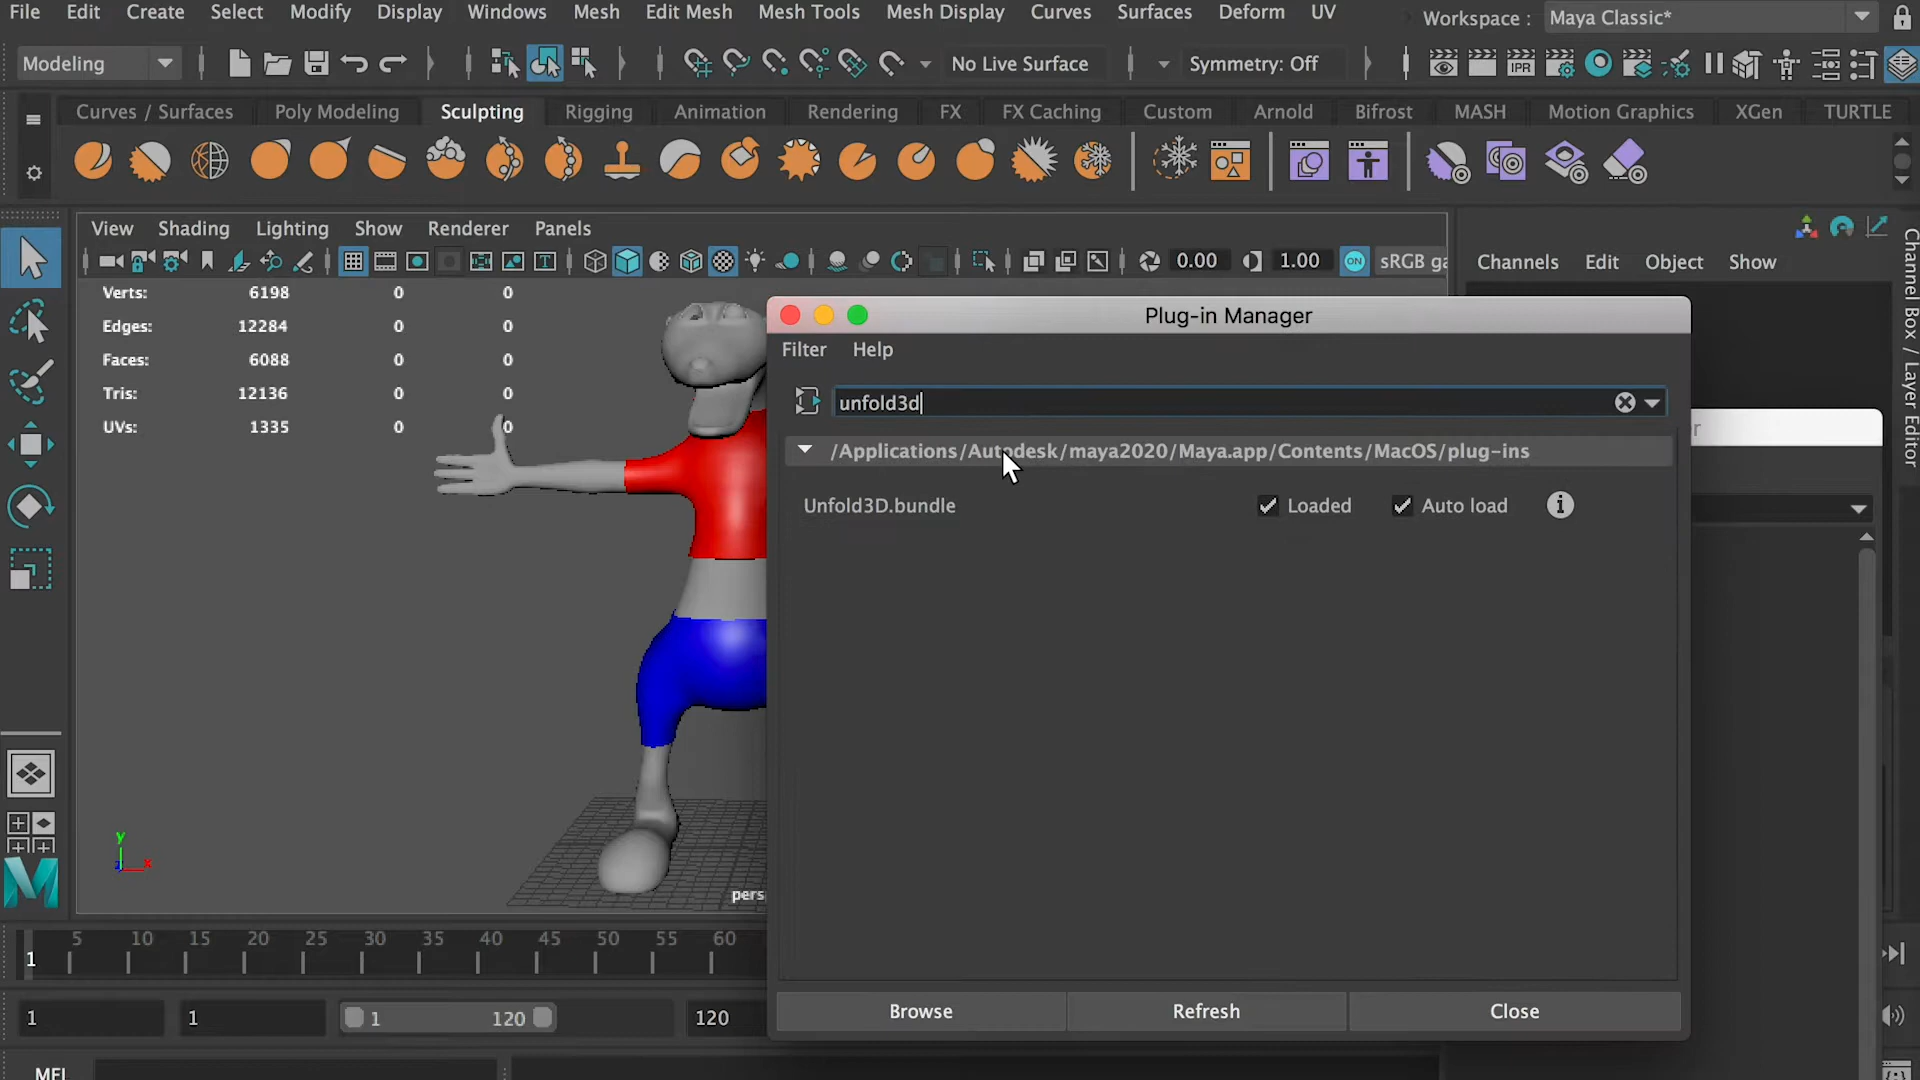 File Edit Create Select Modify Display Windows Mesh Edit Mesh Mesh Tools Mesh Display Curves Surfaces Deform UV Workspace : Maya Classic*
Modeling No Live Surface Symmetry: Off IPR
Curves / Surfaces Poly Modeling Sculpting Rigging Animation Rendering FX FX Caching Custom Arnold Bifrost MASH Motion Graphics XGen TURTLE
View Shading Lighting Show Renderer Panels
0.00 1.00 ON sRGB ga
Channels Edit Object Show
Channel Box / Layer Editor
Verts: 6198 0 0
Edges: 12284 0 0
Faces: 6088 0 0
Tris: 12136 0 0
UVs: 1335 0 0
Plug-in Manager
Filter Help
unfold3d
/Applications/Autodesk/maya2020/Maya.app/Contents/MacOS/plug-ins
Unfold3D.bundle Loaded Auto load
y
x
pers
Browse Refresh Close
5 10 15 20 25 30 35 40 45 50 55 60
1
1 1 1 120 120
MEL